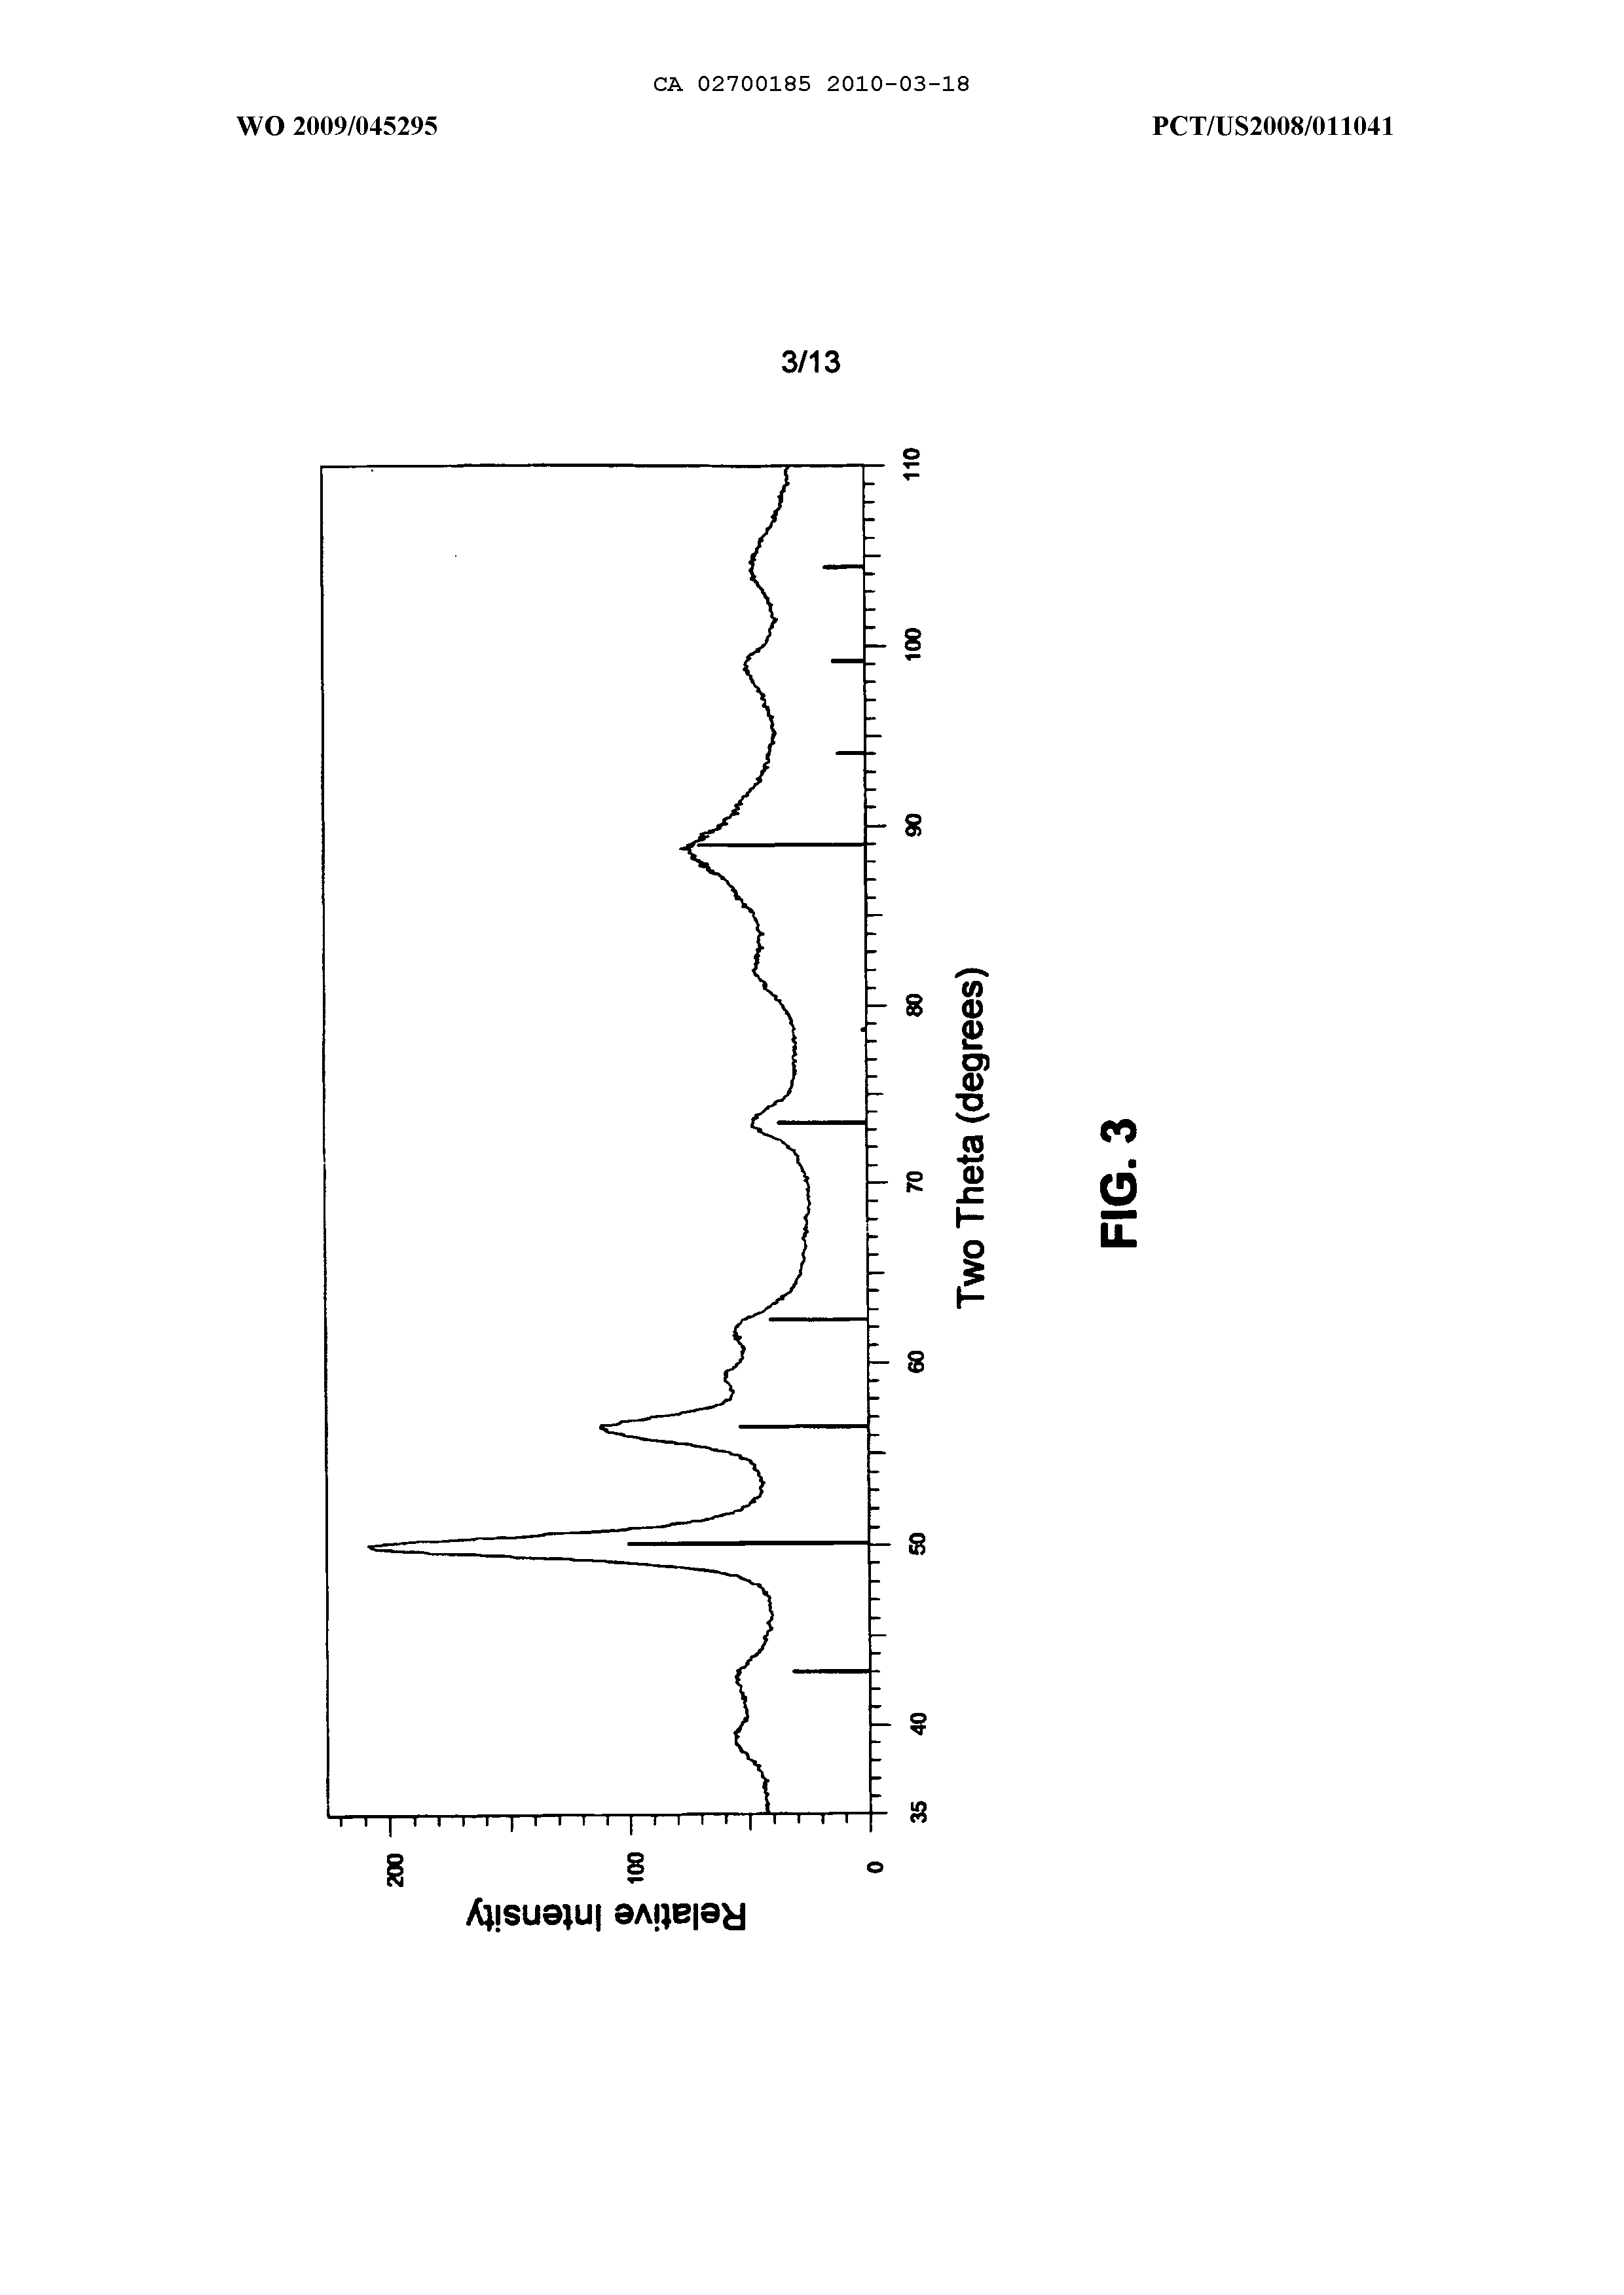 CA 02700185 2010-03-18
WO 2009/045295 PCT/US2008/011041
3/13
Relative Intensity
200
100
0
35 40 50 60 70 80 90 100 110
Two Theta (degrees)
FIG. 3